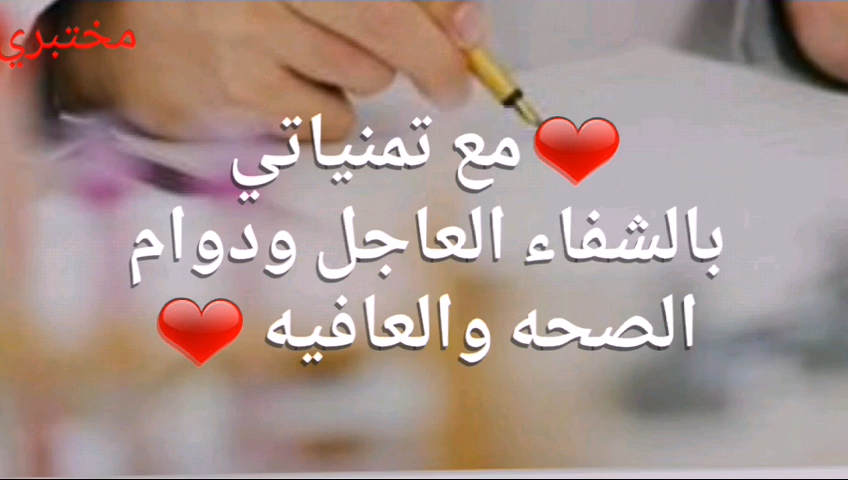 مختبري
❤️ مع تمنياتي
بالشفاء العاجل ودوام
الصحه والعافيه ❤️